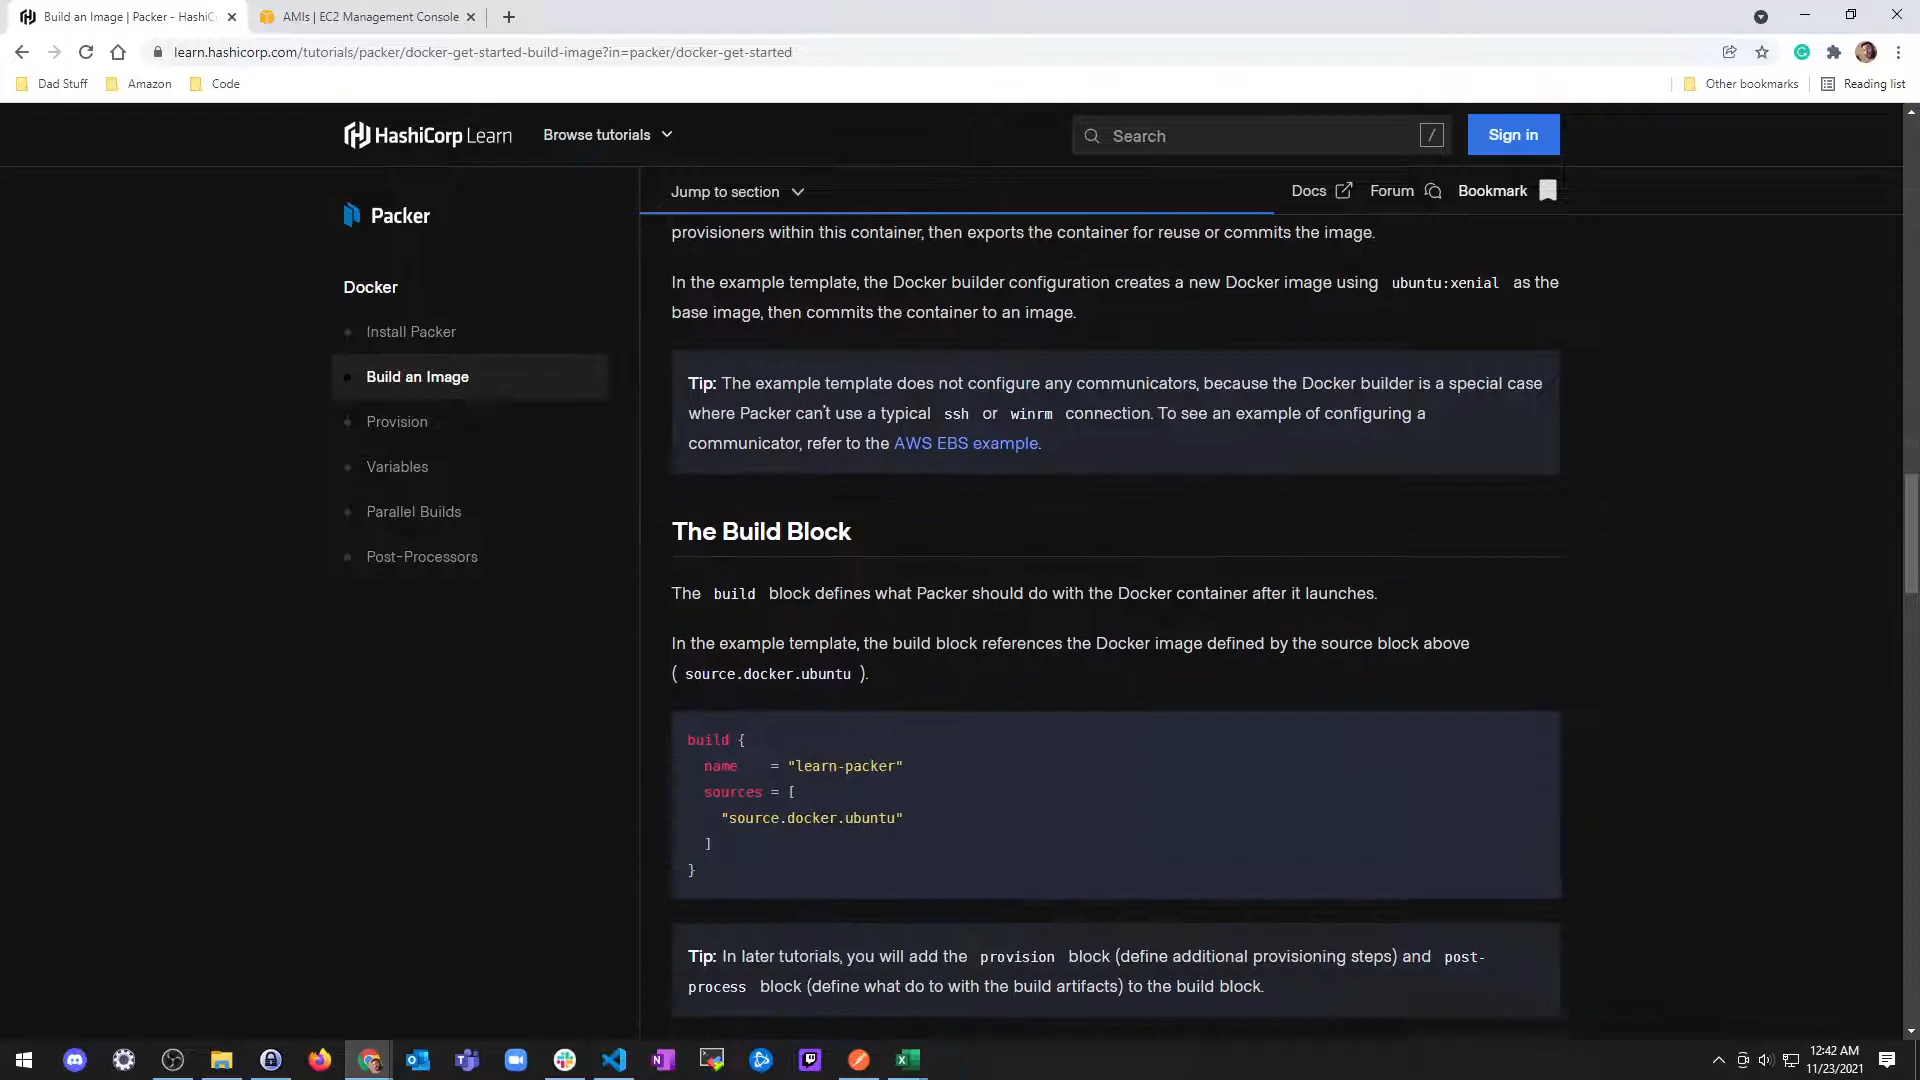 Build an Image | Packer - HashiC
AMIs | EC2 Management Console
learn.hashicorp.com/tutorials/packer/docker-get-started-build-image?in=packer/docker-get-started
Dad Stuff
Amazon
Code
Other bookmarks
Reading list
HashiCorp Learn
Browse tutorials
Search
/
Sign in
Packer
Jump to section
Docs
Forum
Bookmark
Docker
Install Packer
Build an Image
Provision
Variables
Parallel Builds
Post-Processors
provisioners within this container, then exports the container for reuse or commits the image.
In the example template, the Docker builder configuration creates a new Docker image using ubuntu:xenial as the
base image, then commits the container to an image.
Tip: The example template does not configure any communicators, because the Docker builder is a special case
where Packer can't use a typical ssh or winrm connection. To see an example of configuring a
communicator, refer to the AWS EBS example.
The Build Block
The build block defines what Packer should do with the Docker container after it launches.
In the example template, the build block references the Docker image defined by the source block above
( source.docker.ubuntu ).
build {
name = "learn-packer"
sources = [
"source.docker.ubuntu"
]
}
Tip: In later tutorials, you will add the provision block (define additional provisioning steps) and post-
process block (define what do to with the build artifacts) to the build block.
12:42 AM
11/23/2021